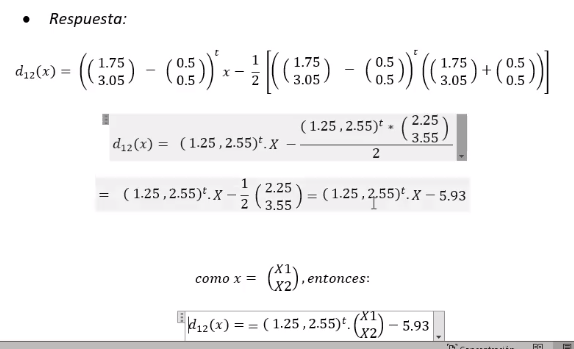 • Respuesta:
d₁₂(x) = ((1.75 3.05) − (0.5 0.5))ᵗ x − 1/2 [((1.75 3.05) − (0.5 0.5))ᵗ ((1.75 3.05) + (0.5 0.5))]
d₁₂(x) = (1.25 ,2.55)ᵗ.X − (1.25 ,2.55)ᵗ * (2.25 3.55) / 2
= (1.25 ,2.55)ᵗ.X − 1/2 (2.25 3.55) = (1.25 ,2.55)ᵗ.X − 5.93
como x = (X1 X2), entonces:
d₁₂(x) = = (1.25 ,2.55)ᵗ. (X1 X2) − 5.93